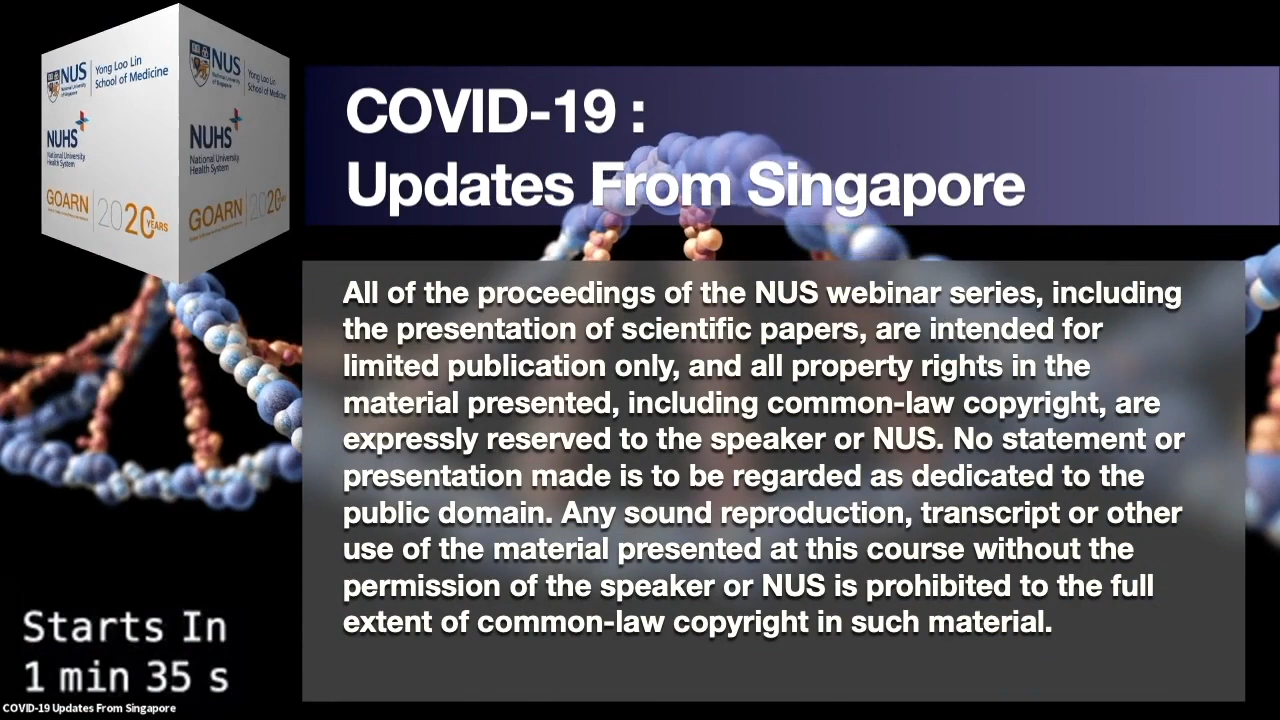 NUS
National University
of Singapore
Yong Loo Lin
School of Medicine
NUHS
National University
Health System
GOARN
2020 YEARS
NUS
National University
of Singapore
Yong Loo Lin
School of Medicine
NUHS
National University
Health System
GOARN
2020
COVID-19 :
Updates From Singapore
All of the proceedings of the NUS webinar series, including
the presentation of scientific papers, are intended for
limited publication only, and all property rights in the
material presented, including common-law copyright, are
expressly reserved to the speaker or NUS. No statement or
presentation made is to be regarded as dedicated to the
public domain. Any sound reproduction, transcript or other
use of the material presented at this course without the
permission of the speaker or NUS is prohibited to the full
extent of common-law copyright in such material.
Starts In
1 min 35 s
COVID-19 Updates From Singapore